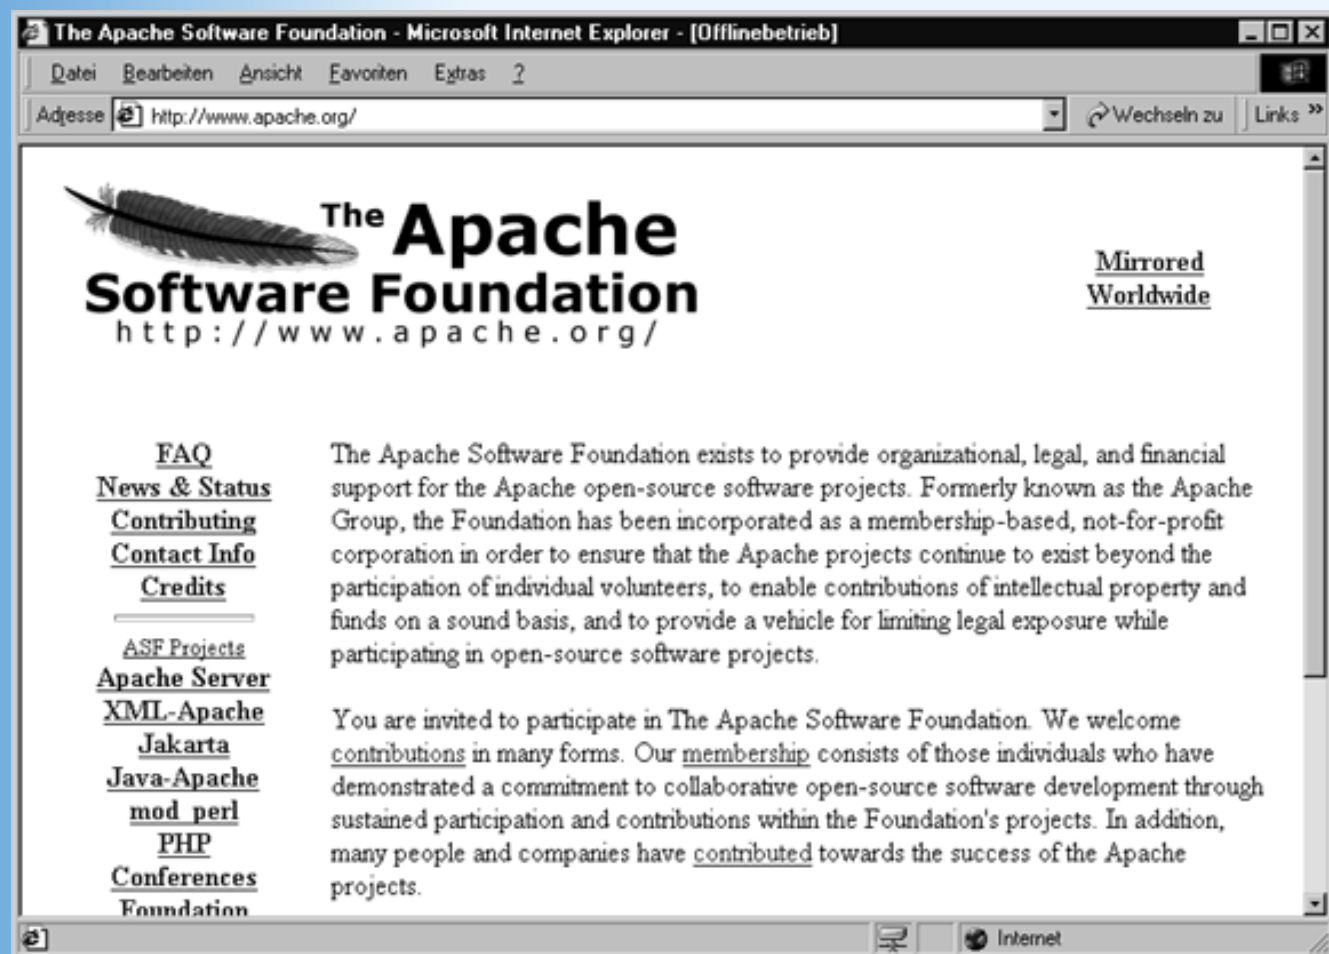 The Apache Software Foundation - Microsoft Internet Explorer - [Offlinebetrieb]
Datei Bearbeiten Ansicht Favoriten Extras ?
Adresse http://www.apache.org/ Wechseln zu Links »
The Apache
Software Foundation
http://www.apache.org/
Mirrored
Worldwide
FAQ
News & Status
Contributing
Contact Info
Credits
ASF Projects
Apache Server
XML-Apache
Jakarta
Java-Apache
mod_perl
PHP
Conferences
Foundation
The Apache Software Foundation exists to provide organizational, legal, and financial
support for the Apache open-source software projects. Formerly known as the Apache
Group, the Foundation has been incorporated as a membership-based, not-for-profit
corporation in order to ensure that the Apache projects continue to exist beyond the
participation of individual volunteers, to enable contributions of intellectual property and
funds on a sound basis, and to provide a vehicle for limiting legal exposure while
participating in open-source software projects.
You are invited to participate in The Apache Software Foundation. We welcome
contributions in many forms. Our membership consists of those individuals who have
demonstrated a commitment to collaborative open-source software development through
sustained participation and contributions within the Foundation's projects. In addition,
many people and companies have contributed towards the success of the Apache
projects.
Internet